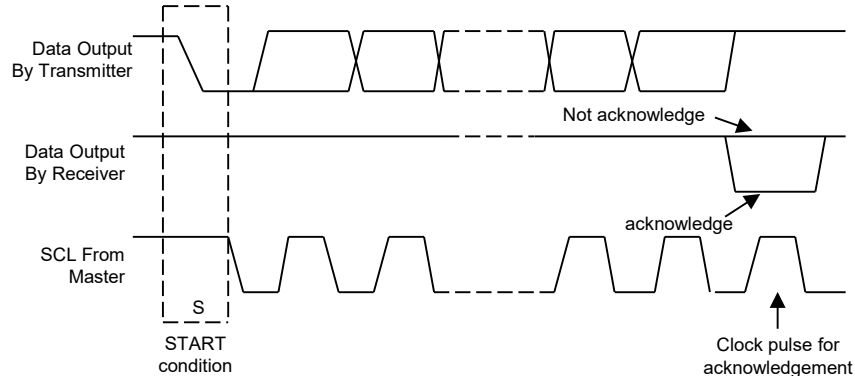 Data Output
By Transmitter
Not acknowledge
Data Output
By Receiver
acknowledge
SCL From
Master
S
START
condition
Clock pulse for
acknowledgement